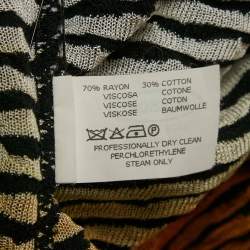 70% RAYON 30% COTTON
VISCOSA COTONE
VISCOSE COTON
VISKOSE BAUMWOLLE
PROFESSIONALLY DRY CLEAN
PERCHLORETHYLENE
STEAM ONLY